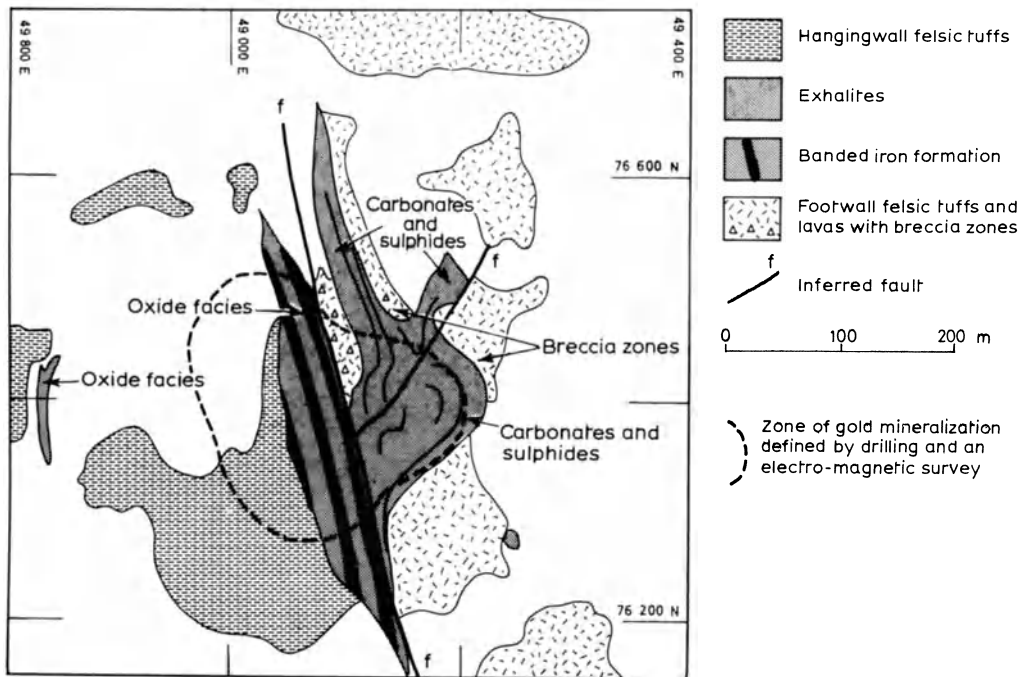 49 800 E
49 000 E
49 400 E
f
76 600 N
Carbonates
and
sulphides
f
Oxide facies
Breccia zones
Oxide facies
Carbonates and
sulphides
76 200 N
f
Hangingwall felsic tuffs
Exhalites
Banded iron formation
Footwall felsic tuffs and
lavas with breccia zones
f
Inferred fault
0 100 200 m
Zone of gold mineralization
defined by drilling and an
electro-magnetic survey